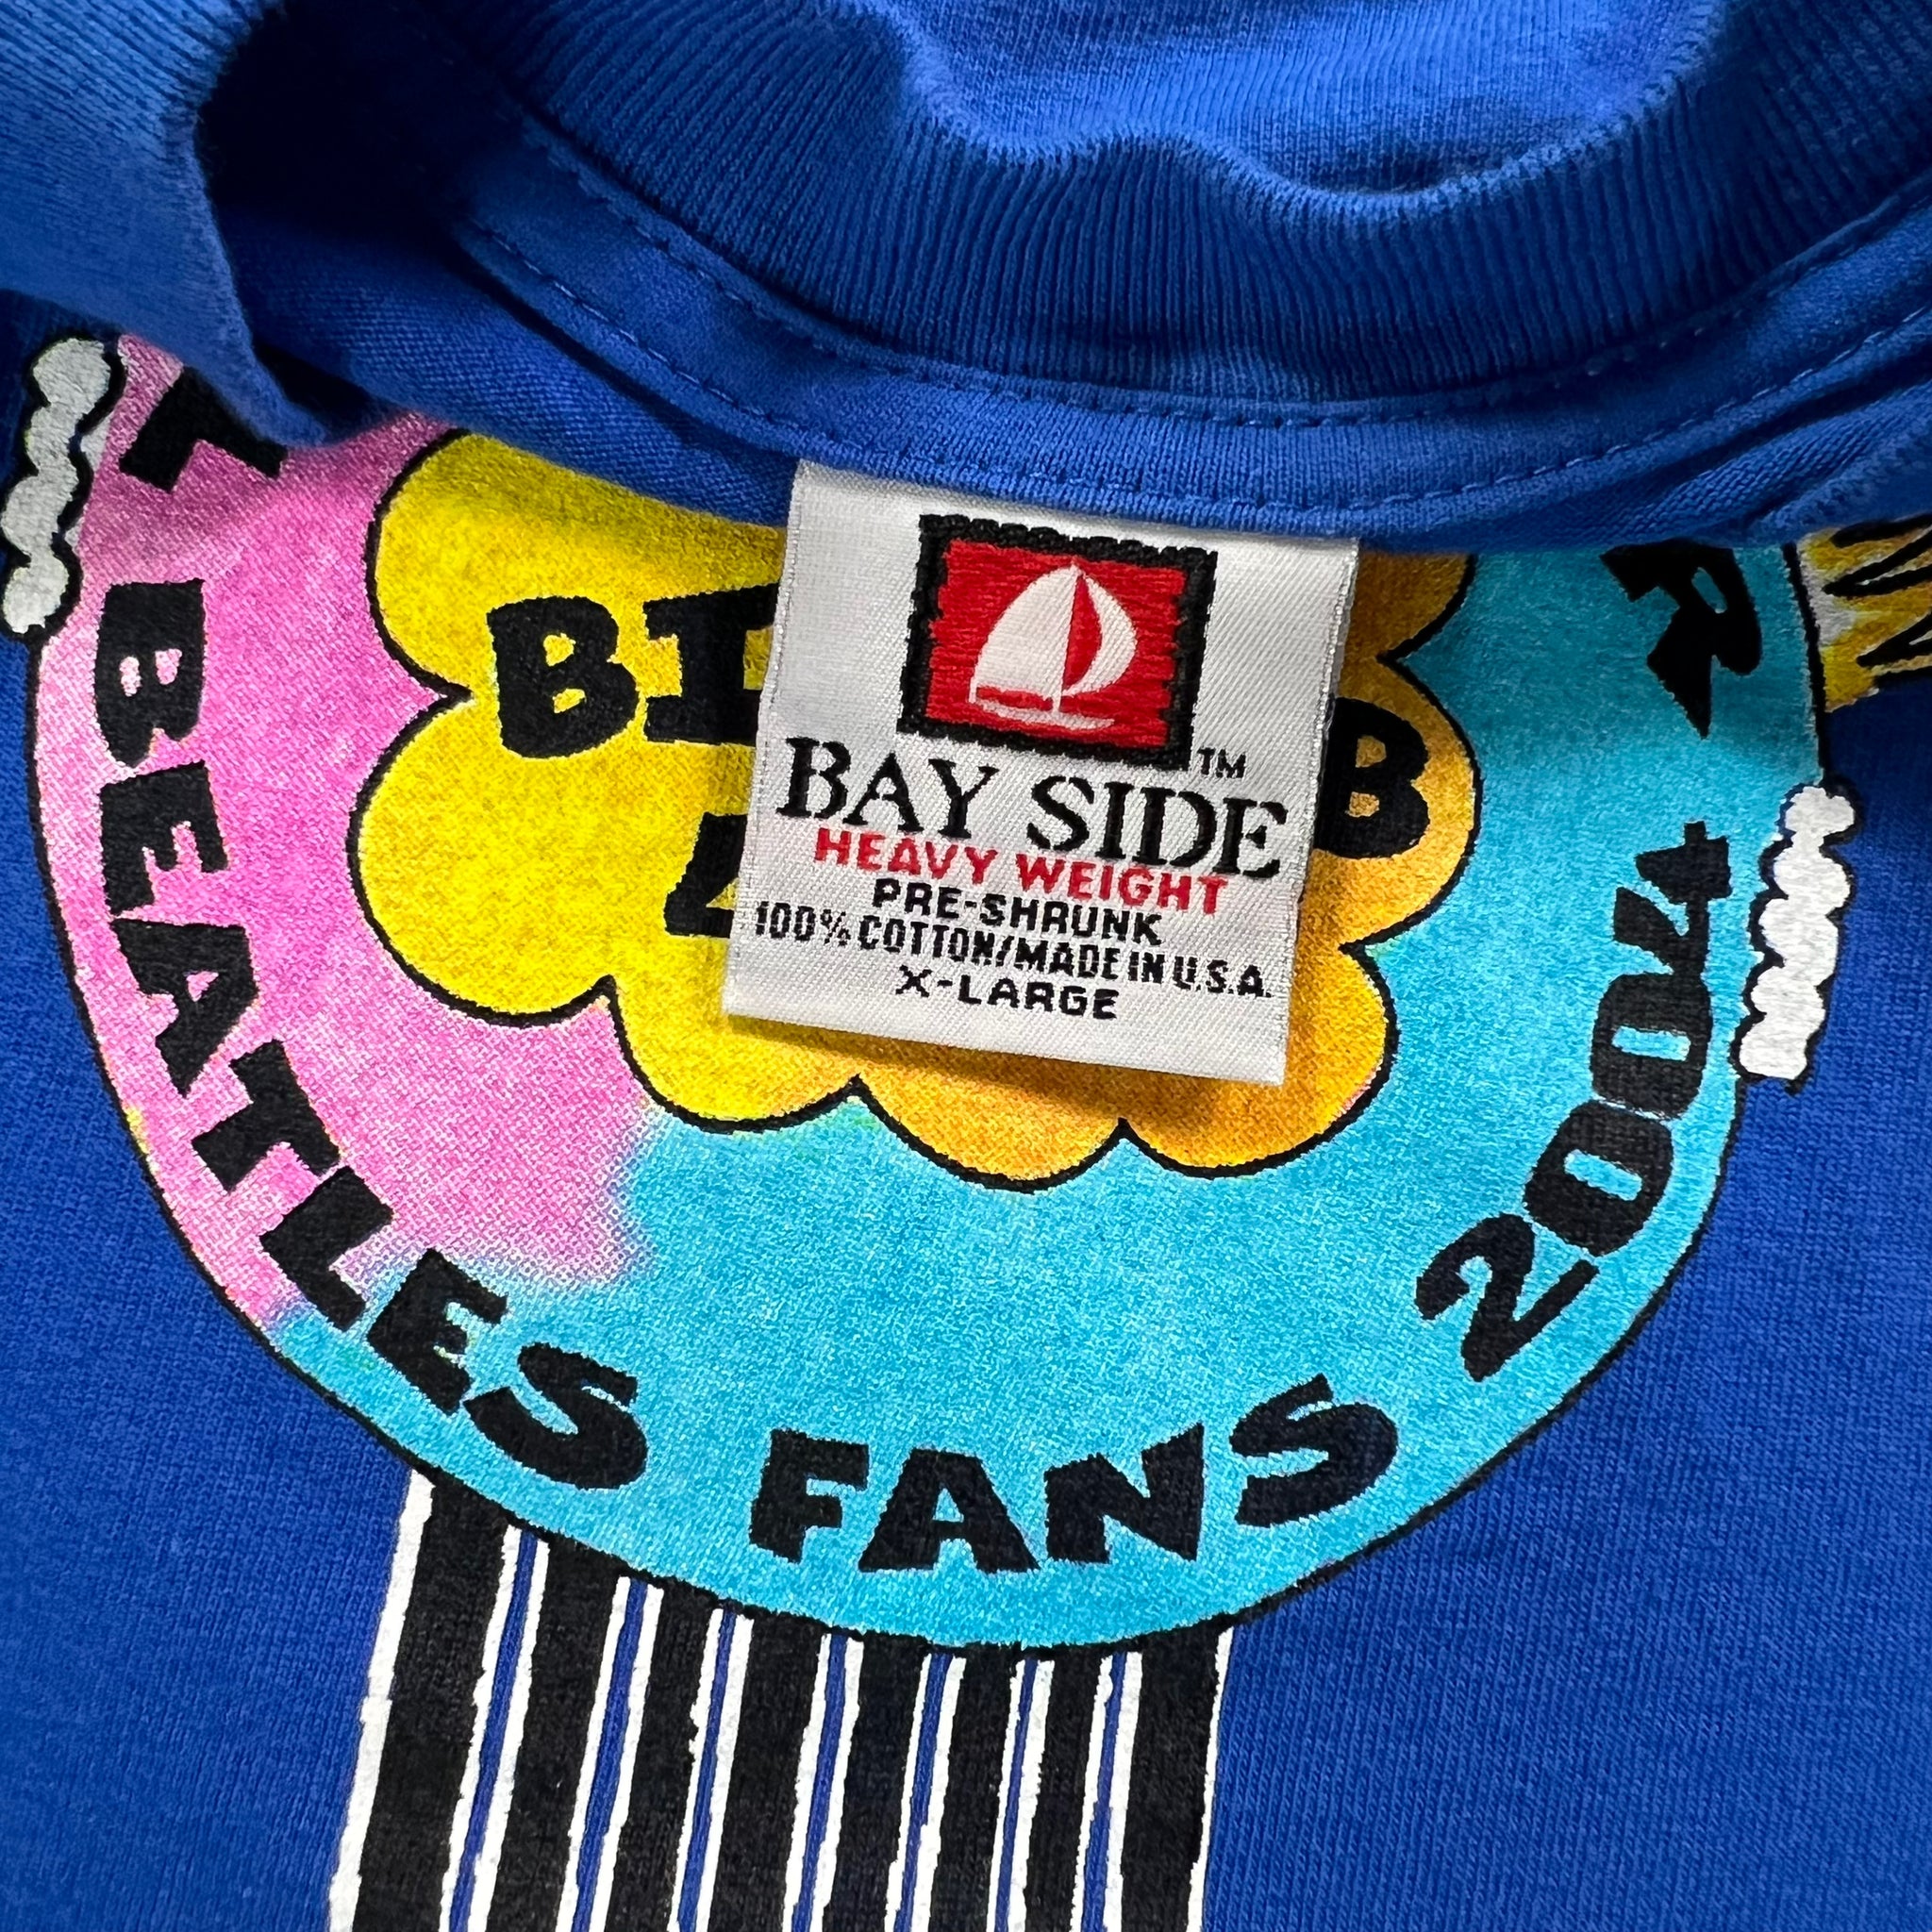 BAY SIDE™
HEAVY WEIGHT
PRE-SHRUNK
100% COTTON/MADE IN U.S.A.
X-LARGE
BEATLES FANS 2004